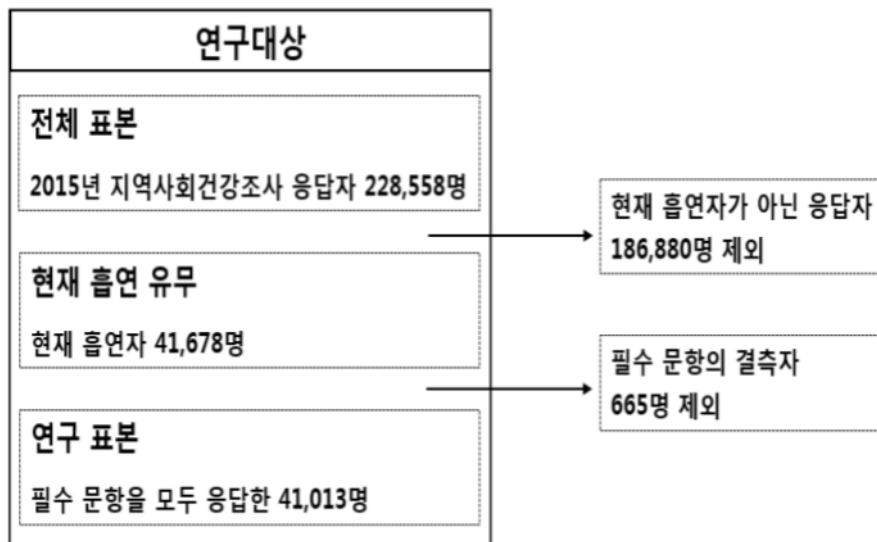 연구대상
전체 표본
2015년 지역사회건강조사 응답자 228,558명
현재 흡연자가 아닌 응답자
186,880명 제외
현재 흡연 유무
현재 흡연자 41,678명
필수 문항의 결측자
665명 제외
연구 표본
필수 문항을 모두 응답한 41,013명